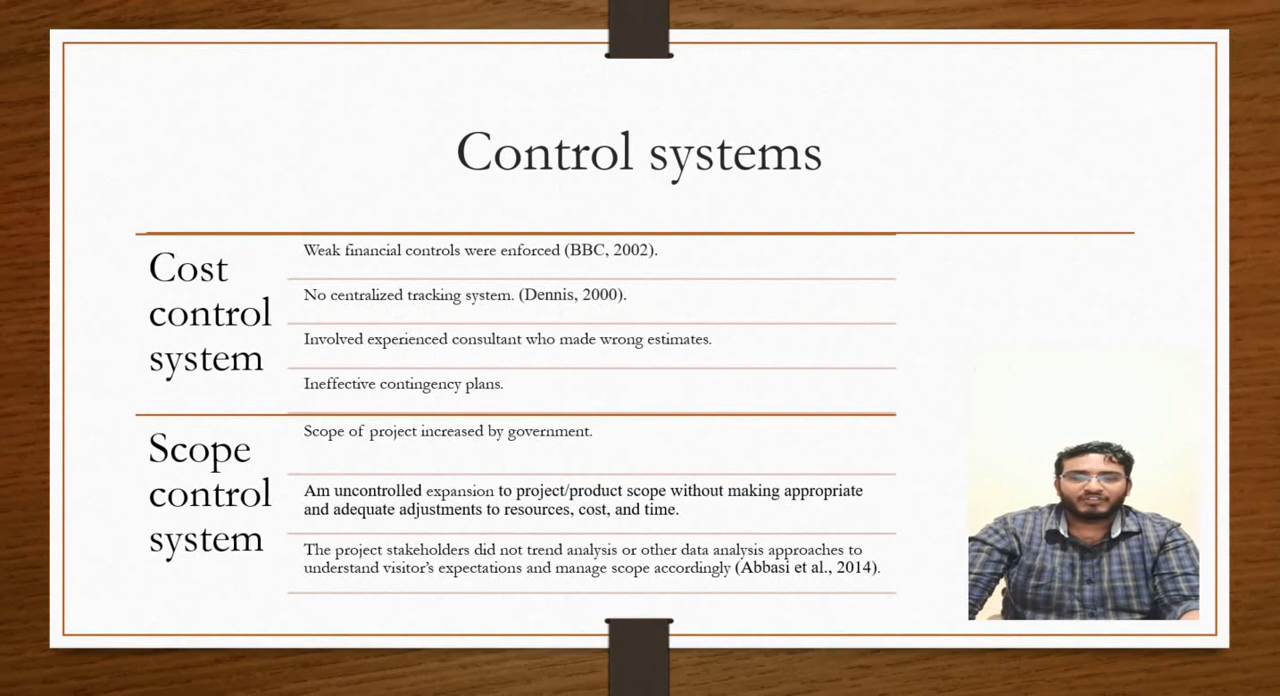 Control systems
Cost
control
system
Weak financial controls were enforced (BBC, 2002).
No centralized tracking system. (Dennis, 2000).
Involved experienced consultant who made wrong estimates.
Ineffective contingency plans.
Scope
control
system
Scope of project increased by government.
Am uncontrolled expansion to project/product scope without making appropriate
and adequate adjustments to resources, cost, and time.
The project stakeholders did not trend analysis or other data analysis approaches to
understand visitor's expectations and manage scope accordingly (Abbasi et al., 2014).